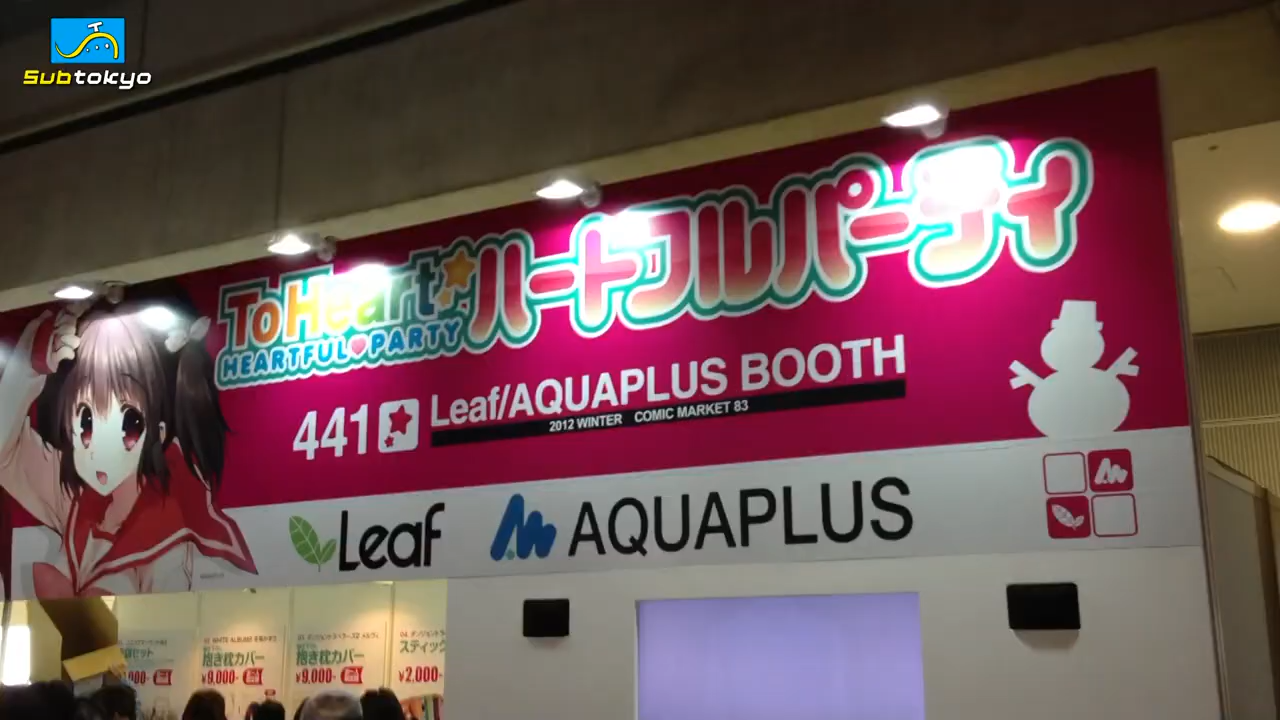 Subtokyo
ToHeart
HEARTFUL PARTY
ハートフルパーティ
441
Leaf/AQUAPLUS BOOTH
2012 WINTER COMIC MARKET 83
Leaf
AQUAPLUS
抱き枕カバー
¥9,000-
抱き枕カバー
¥9,000-
スティック
¥2,000-